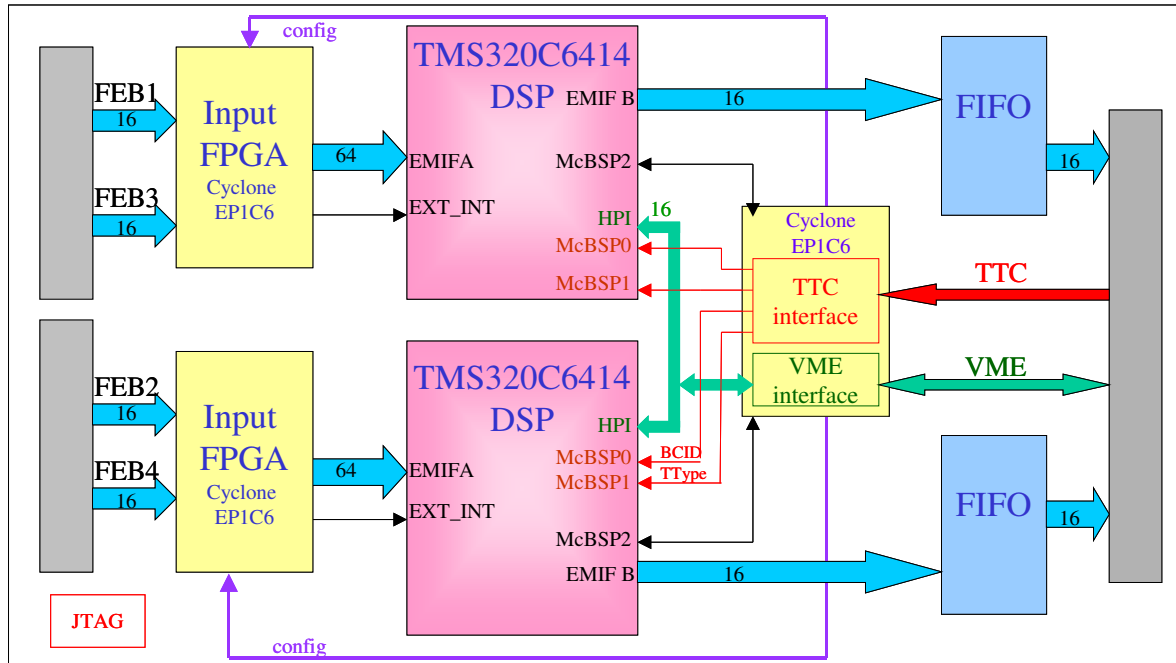 config
FEB1
16
FEB3
16
Input
FPGA
Cyclone
EP1C6
64
TMS320C6414
DSP
EMIF B
EMIFA
McBSP2
EXT_INT
HPI
McBSP0
McBSP1
16
16
FIFO
16
Cyclone
EP1C6
TTC
interface
TTC
VME
interface
VME
FEB2
16
FEB4
16
Input
FPGA
Cyclone
EP1C6
64
TMS320C6414
DSP
HPI
McBSP0
EMIFA
McBSP1
EXT_INT
McBSP2
EMIF B
BCID
TType
16
FIFO
16
JTAG
config